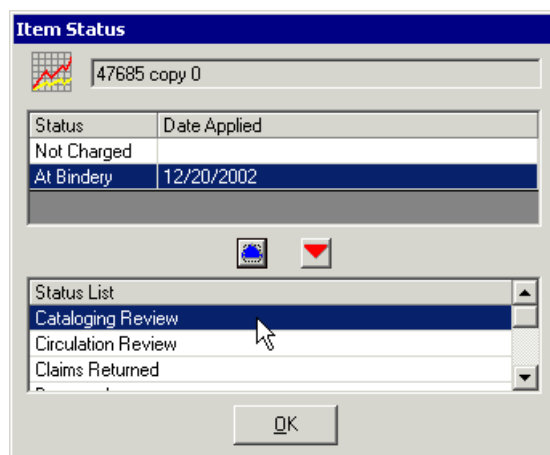 Item Status
47685 copy 0
Status Date Applied
Not Charged
At Bindery 12/20/2002
Status List
Cataloging Review
Circulation Review
Claims Returned
OK